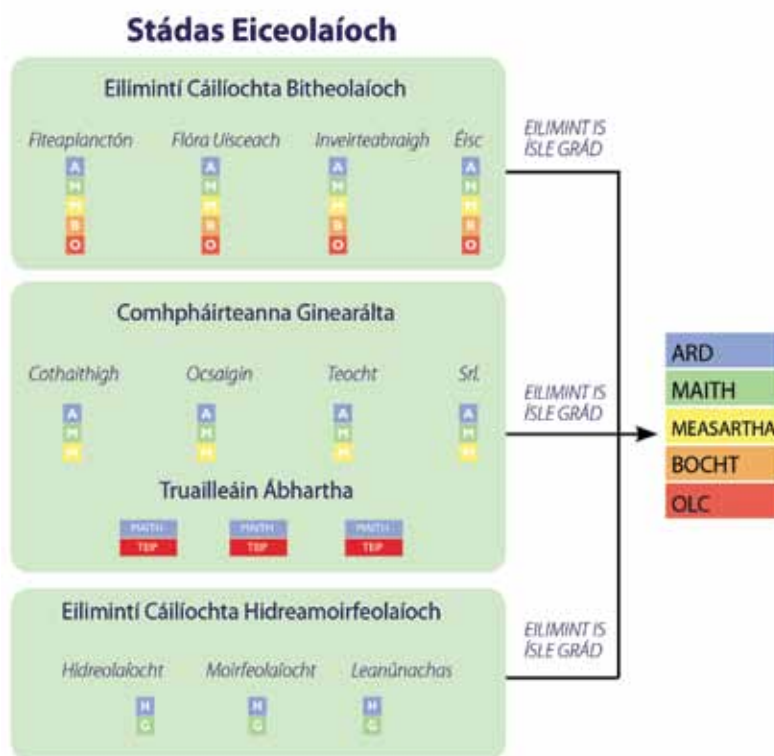 Stádas Eiceolaíoch
Eilimintí Cáilíochta Bitheolaíoch
Fiteaplanctón Flóra Uisceach Inveirteabraigh Éisc
A A A A
M M M M
M M M M
B B B B
O O O O
EILIMINT IS
ÍSLE GRÁD
Comhpháirteanna Ginearálta
Cothaithigh Ocsaigin Teocht Srl.
A A A A
M M M M
M M M M
Truailleáin Ábhartha
MAITH MAITH MAITH
TEIP TEIP TEIP
EILIMINT IS
ÍSLE GRÁD
Eilimintí Cáilíochta Hidreamoirfeolaíoch
Hidreolaíocht Moirfeolaíocht Leanúnachas
H H H
G G G
EILIMINT IS
ÍSLE GRÁD
ARD
MAITH
MEASARTHA
BOCHT
OLC